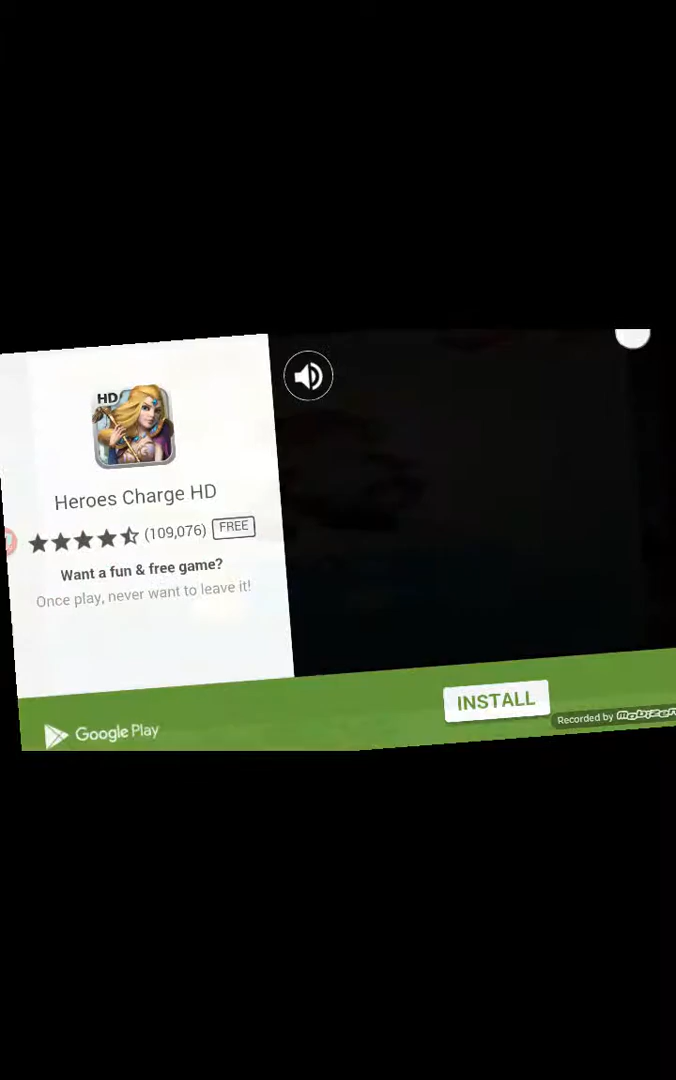 HD
Heroes Charge HD
(109,076) FREE
Want a fun & free game?
Once play, never want to leave it!
INSTALL
Google Play
Recorded by mobizen